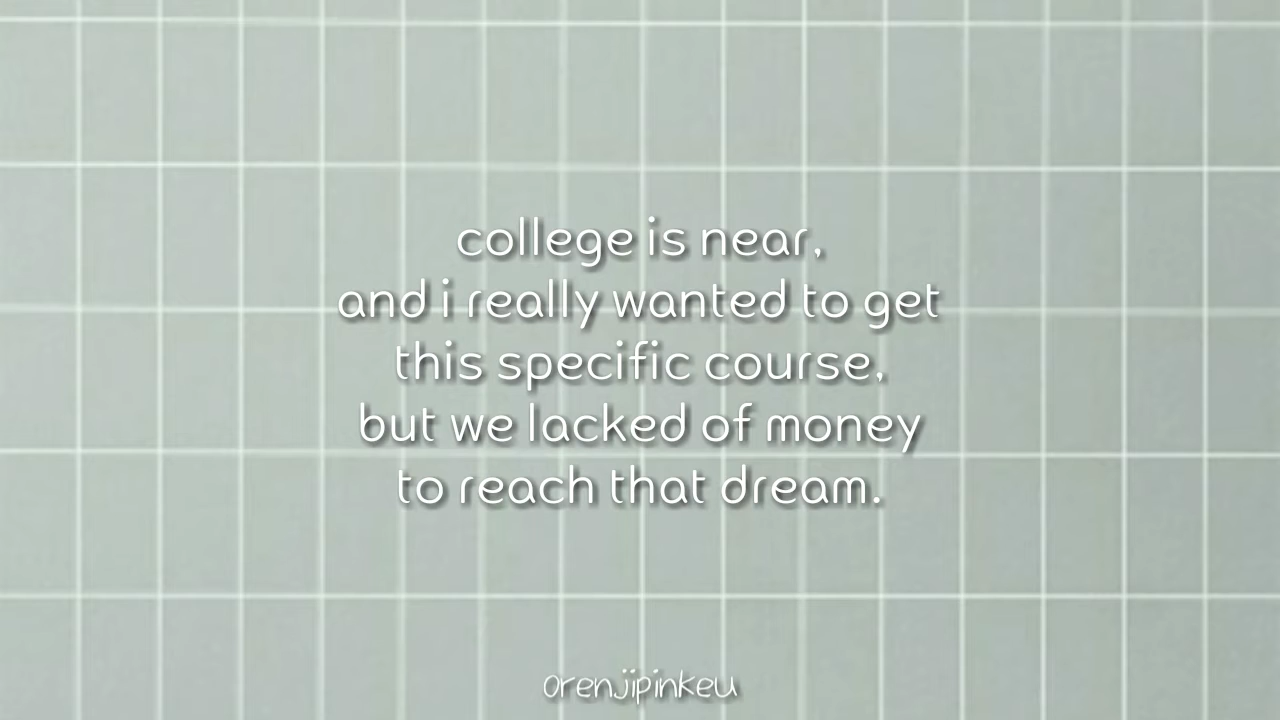 college is near,
and i really wanted to get
this specific course,
but we lacked of money
to reach that dream.
orenjipinkeu